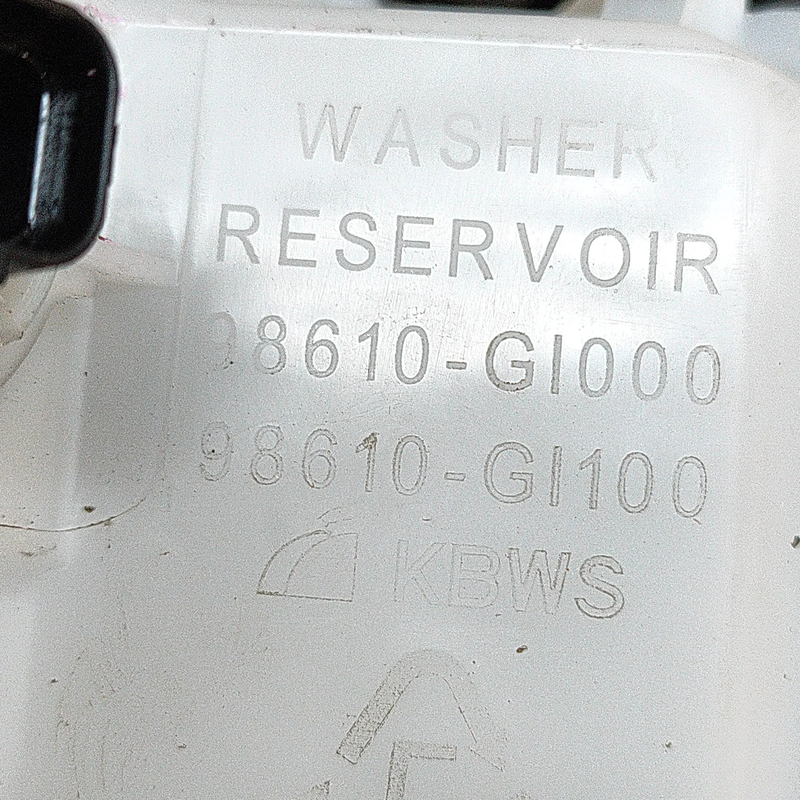 WASHER
RESERVOIR
98610-GI000
98610-GI100
KBWS